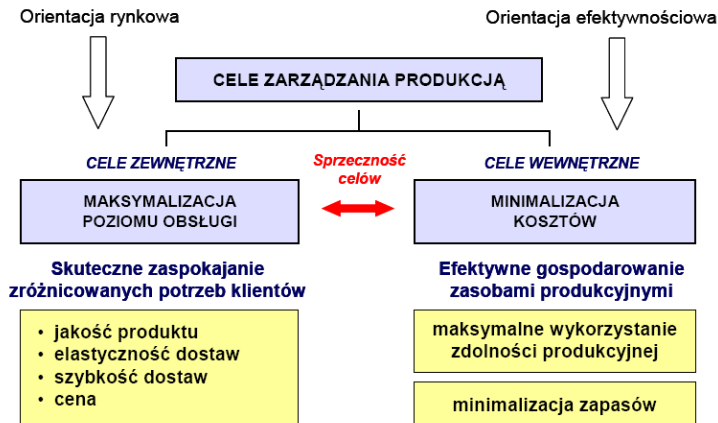 Orientacja rynkowa
Orientacja efektywnościowa
CELE ZARZĄDZANIA PRODUKCJĄ
CELE ZEWNĘTRZNE
Sprzeczność
celów
CELE WEWNĘTRZNE
MAKSYMALIZACJA
POZIOMU OBSŁUGI
MINIMALIZACJA
KOSZTÓW
Skuteczne zaspokajanie
zróżnicowanych potrzeb klientów
Efektywne gospodarowanie
zasobami produkcyjnymi
• jakość produktu
• elastyczność dostaw
• szybkość dostaw
• cena
maksymalne wykorzystanie
zdolności produkcyjnej
minimalizacja zapasów